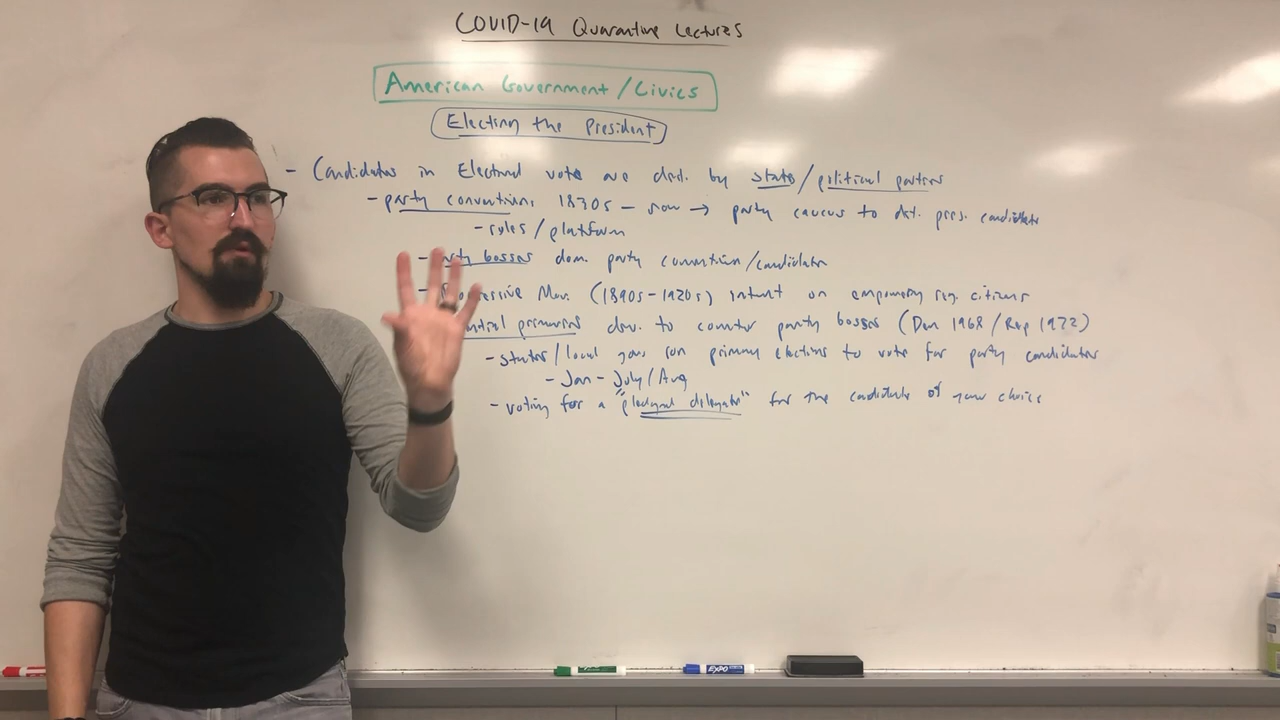 COVID-19 Quarantine Lectures
American Government/Civics
Electing the President
- Candidates in Electoral vote are det. by states/political parties
- party conventions 1830s - now → party caucus to det. pres. candidate
- rules/platform
- party bosses dom. party convention/candidate
- Progressive Mov. (1890s-1920s) intent on empowering reg. citizens
primaries dev. to counter party bosses (Dem 1968/Rep 1972)
- states/local govs run primary elections to vote for party candidates
- Jan - July/Aug
- voting for a "pledged delegate" for the candidate of your choice
EXPO